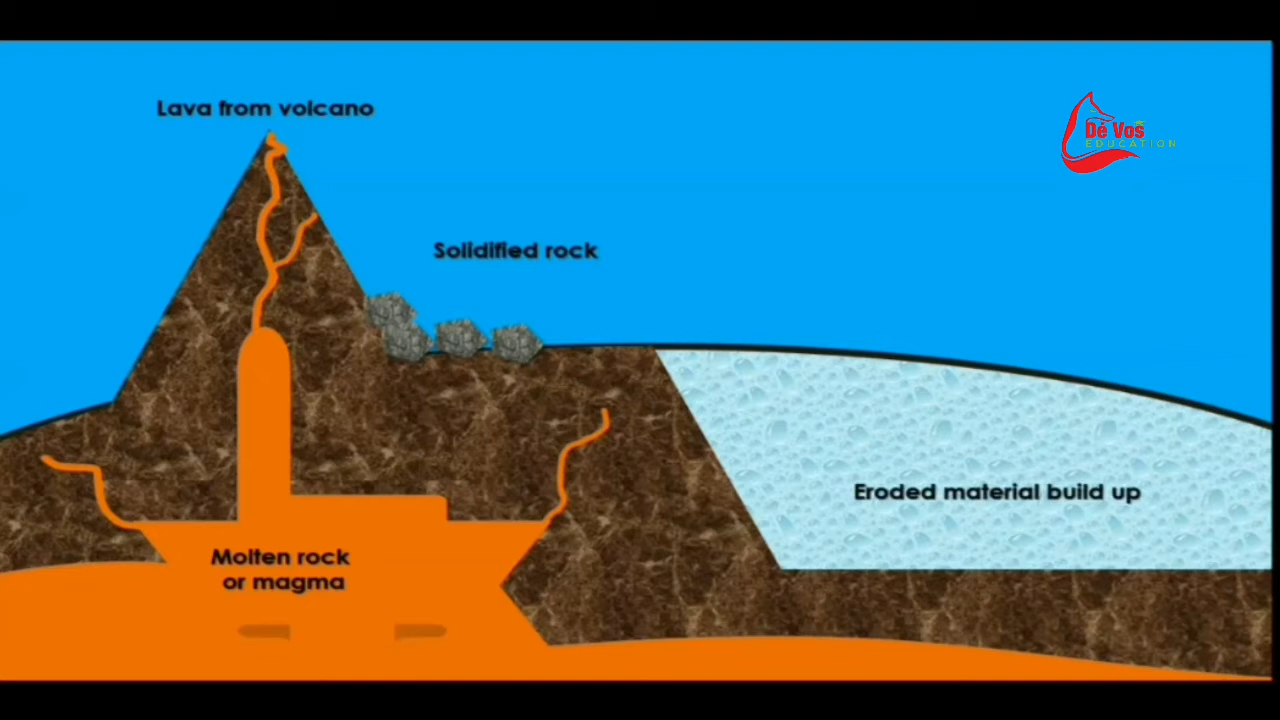 Lava from volcano
Dé Vos
EDUCATION
Solidified rock
Eroded material build up
Molten rock
or magma